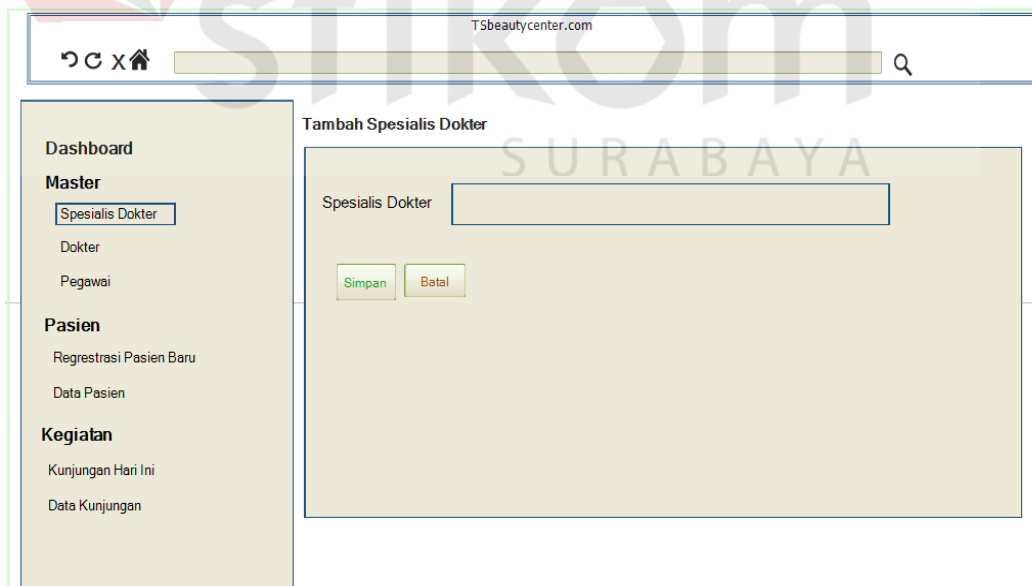 stikom
SURABAYA
TSbeautycenter.com
X
Dashboard
Master
Spesialis Dokter
Dokter
Pegawai
Pasien
Regrestrasi Pasien Baru
Data Pasien
Kegiatan
Kunjungan Hari Ini
Data Kunjungan
Tambah Spesialis Dokter
Spesialis Dokter
Simpan
Batal